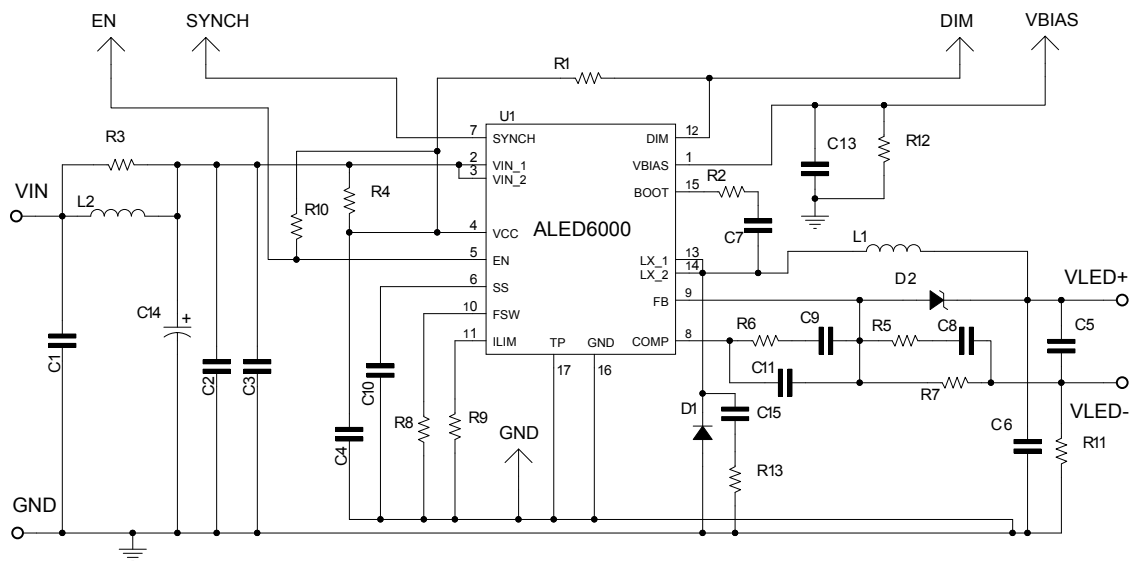 EN
SYNCH
DIM
VBIAS
R1
U1
7
SYNCH
DIM
12
R3
R12
C13
2
VIN_1
VBIAS
1
3
VIN_2
R2
VIN
L2
R4
BOOT
15
R10
C7
4
VCC
ALED6000
L1
5
EN
LX_1
13
LX_2
14
6
SS
D2
VLED+
FB
9
C14
+
10
FSW
C9
C8
R6
R5
C5
C1
11
ILIM
TP
GND
COMP
8
C2
C3
C10
17
16
C11
R7
VLED-
D1
C15
R8
R9
C6
R11
C4
GND
R13
GND